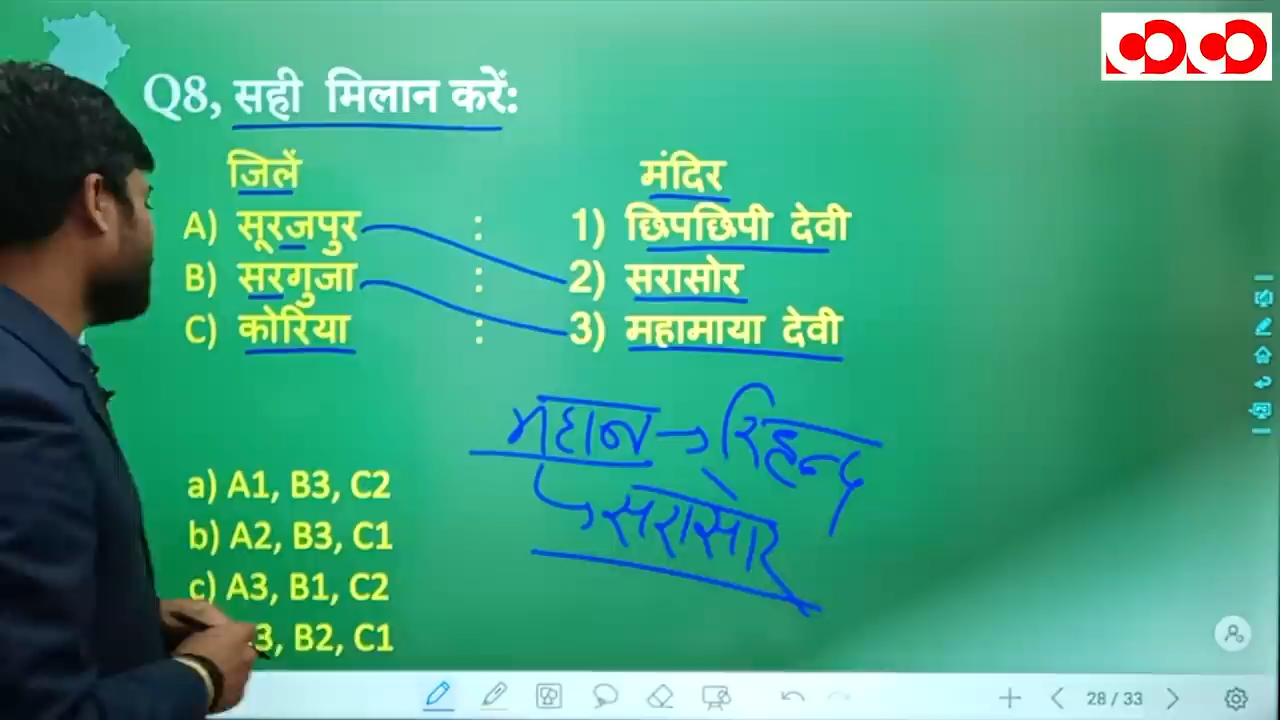 Q8, सही मिलान करें:
जिलें मंदिर
A) सूरजपुर : 1) छिपछिपी देवी
B) सरगुजा : 2) सरासोर
C) कोरिया : 3) महामाया देवी
महान → रिहन्द
↳ सरासोर
a) A1, B3, C2
b) A2, B3, C1
c) A3, B1, C2
3, B2, C1
28 / 33